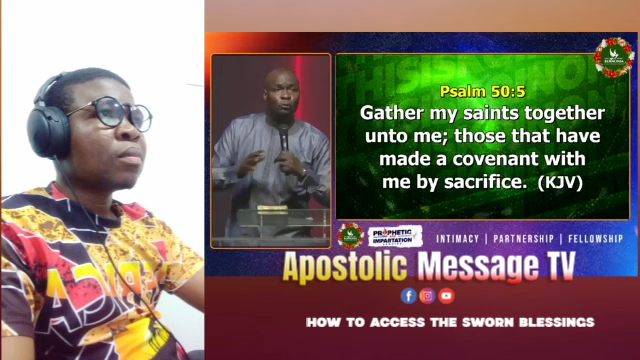 Psalm 50:5
Gather my saints together
unto me; those that have
made a covenant with
me by sacrifice. (KJV)
PROPHETIC
IMPARTATION
INTIMACY | PARTNERSHIP | FELLOWSHIP
Apostolic Message TV
HOW TO ACCESS THE SWORN BLESSINGS